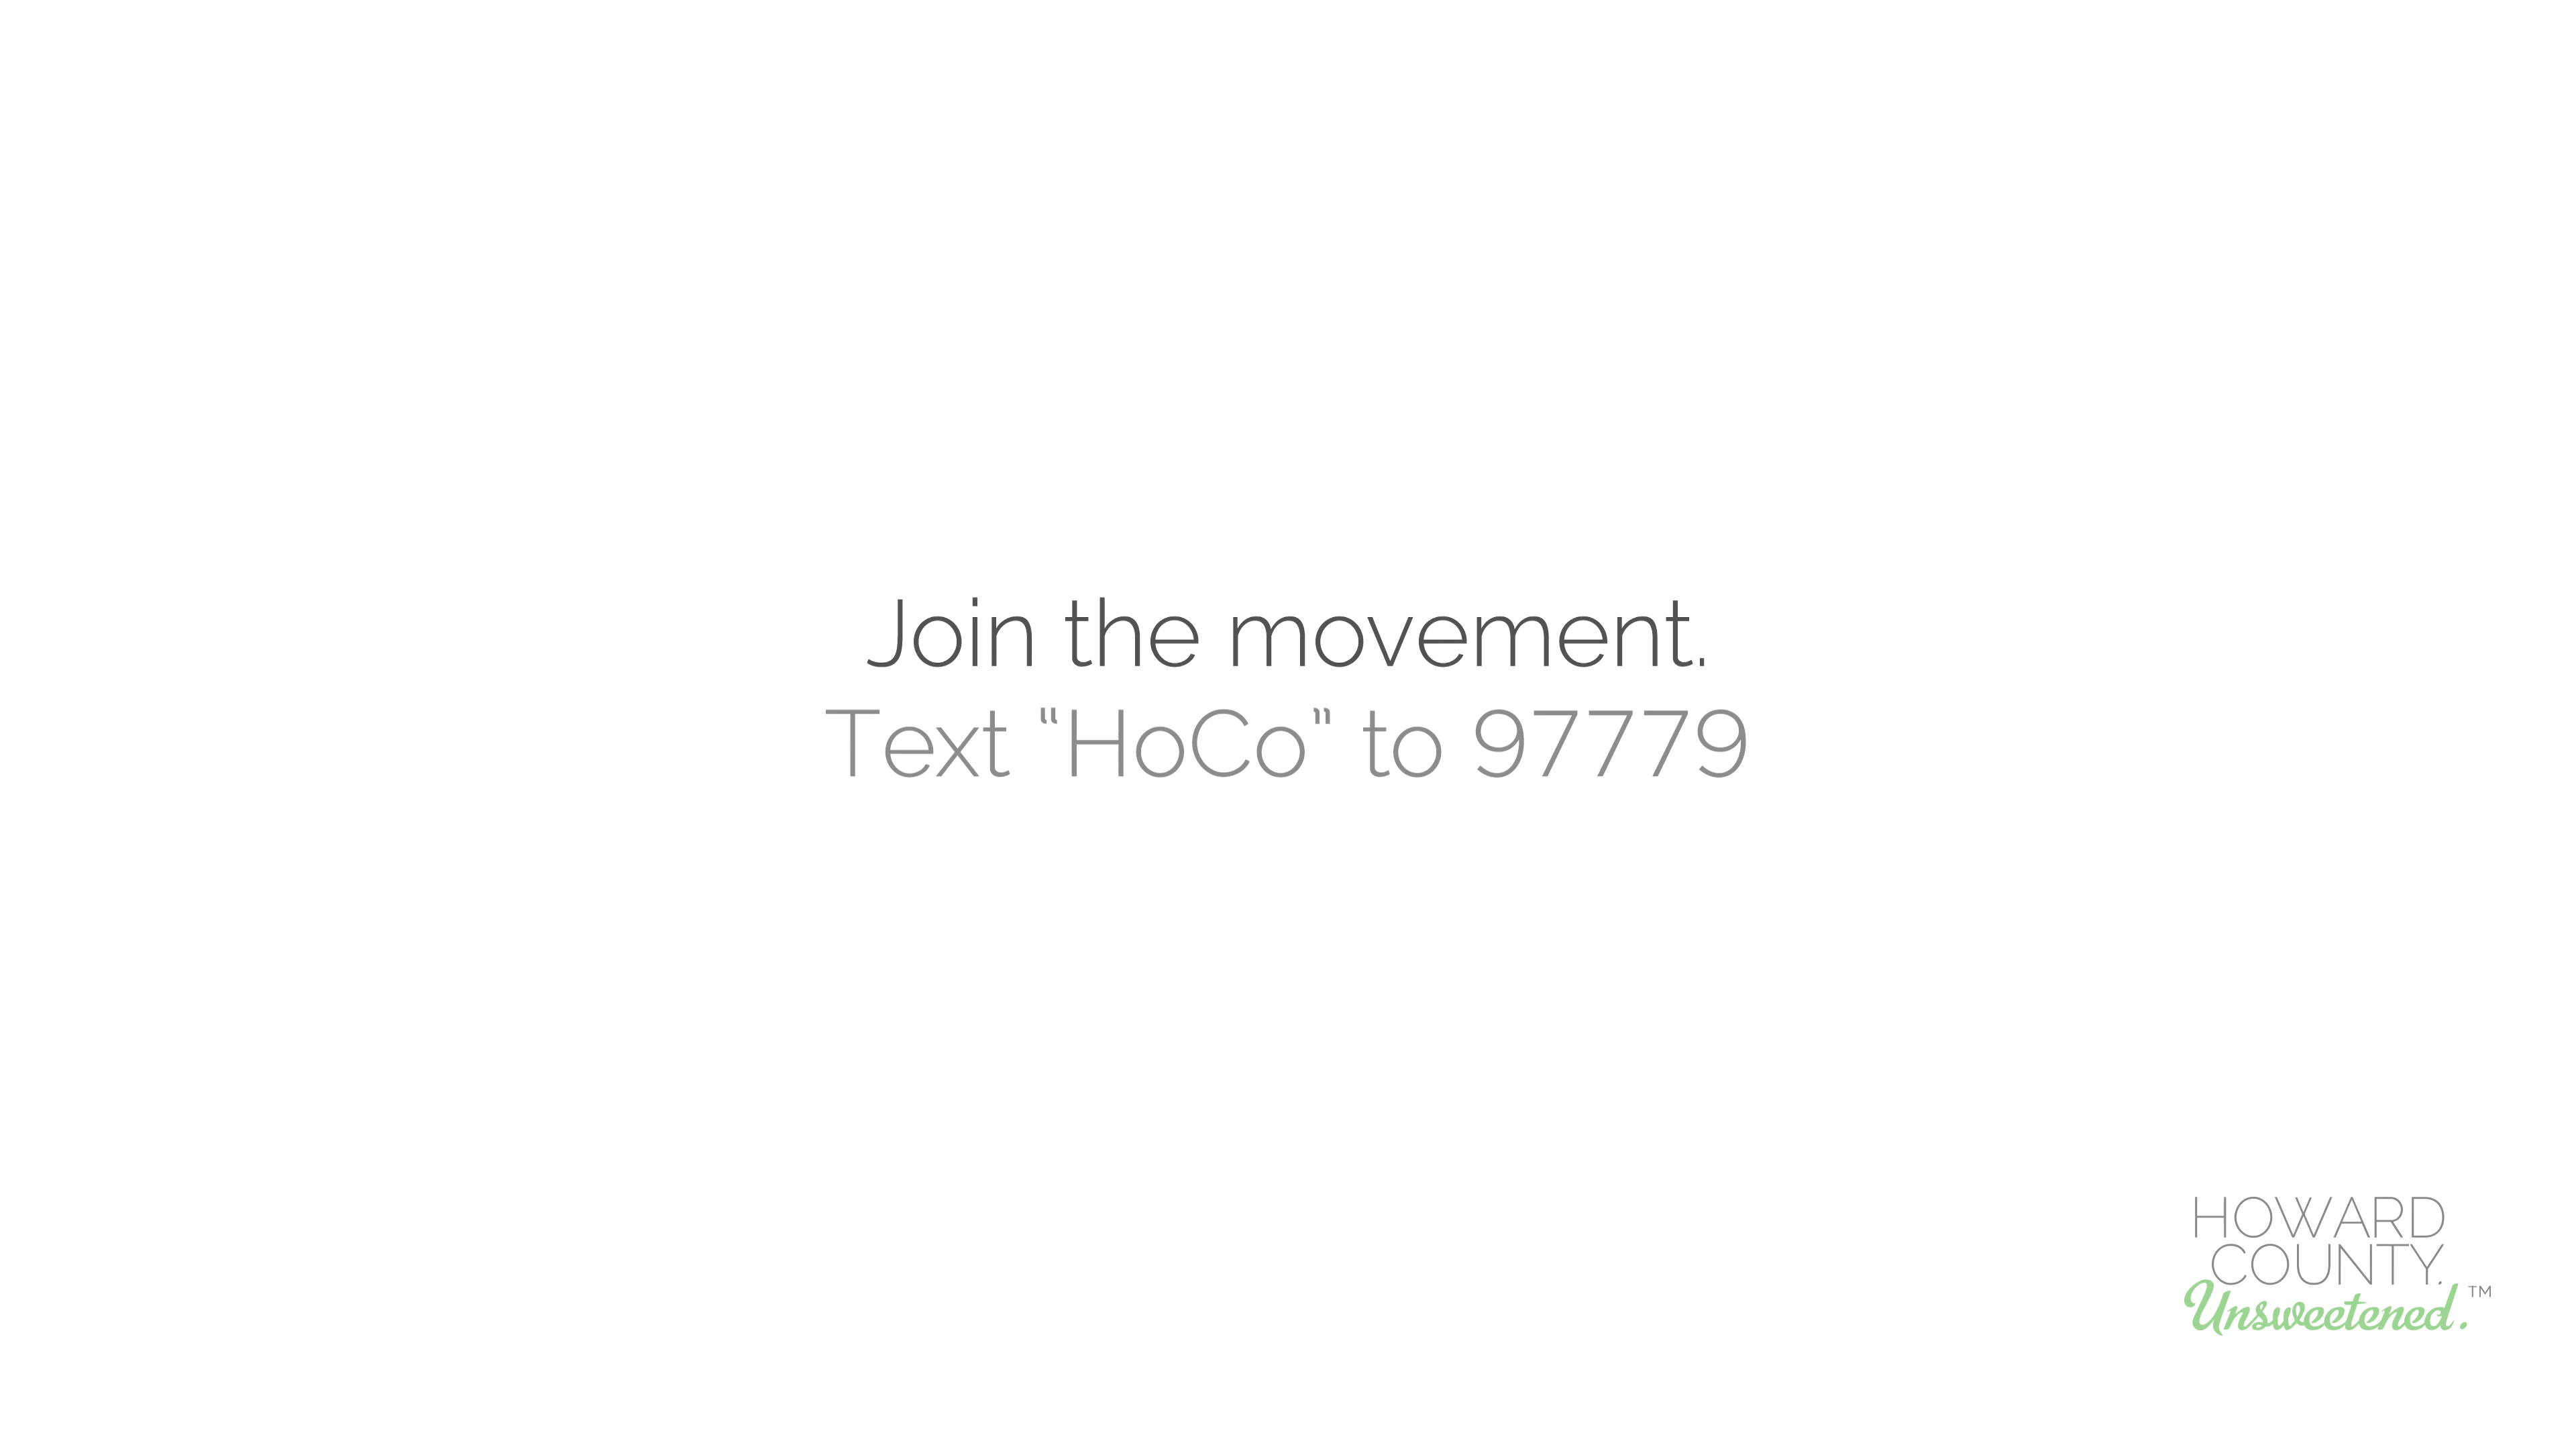 Join the movement.
Text “HoCo” to 97779
HOWARD
COUNTY.
Unsweetened.™